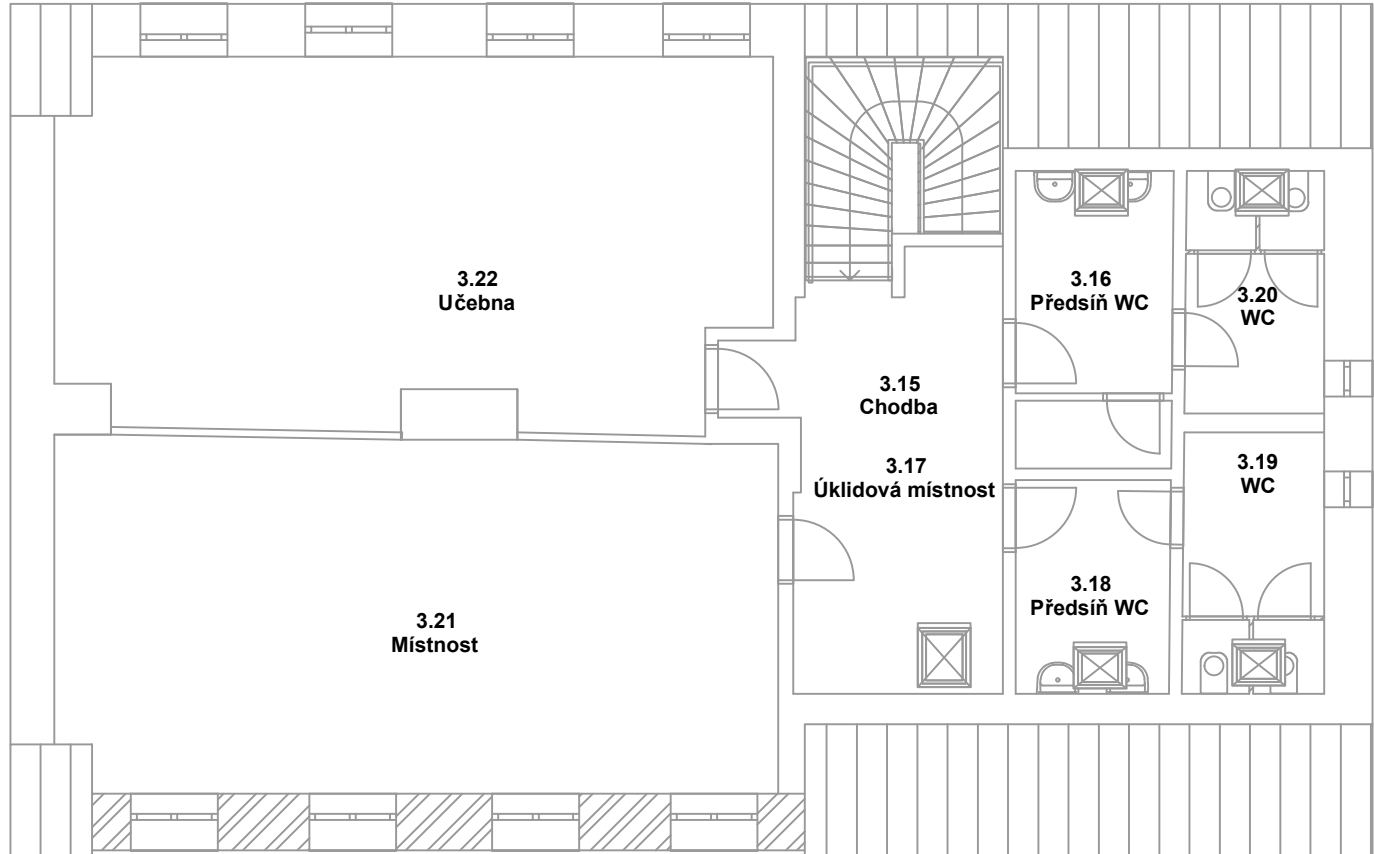 3.22
Učebna
3.16
Předsíň WC
3.20
WC
3.15
Chodba
3.17
Úklidová místnost
3.19
WC
3.18
Předsíň WC
3.21
Místnost